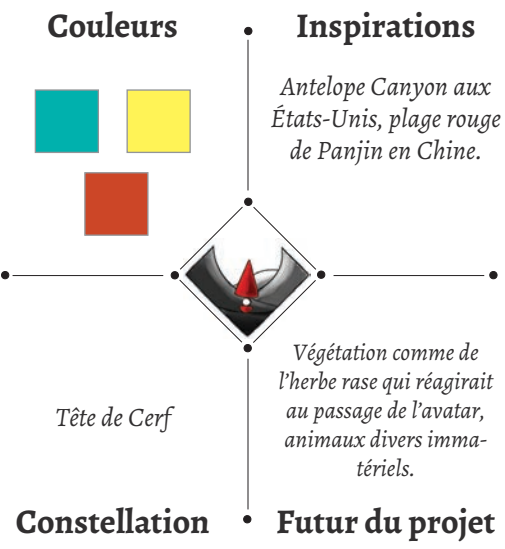 Couleurs
Inspirations
Antelope Canyon aux
États-Unis, plage rouge
de Panjin en Chine.
Tête de Cerf
Constellation
Végétation comme de
l'herbe rase qui réagirait
au passage de l'avatar,
animaux divers imma-
tériels.
Futur du projet